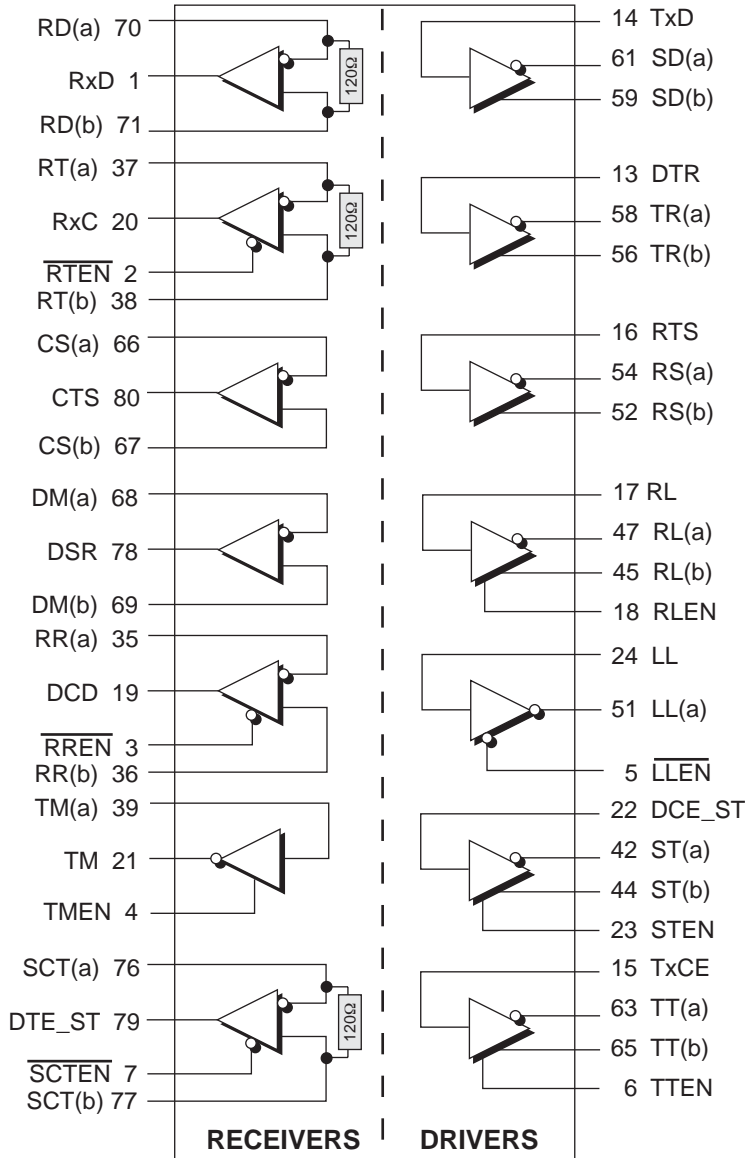 RD(a) 70
RxD 1
RD(b) 71
120Ω
RT(a) 37
RxC 20
RTEN 2
RT(b) 38
120Ω
CS(a) 66
CTS 80
CS(b) 67
DM(a) 68
DSR 78
DM(b) 69
RR(a) 35
DCD 19
RREN 3
RR(b) 36
TM(a) 39
TM 21
TMEN 4
SCT(a) 76
DTE_ST 79
SCTEN 7
SCT(b) 77
120Ω
RECEIVERS
14 TxD
61 SD(a)
59 SD(b)
13 DTR
58 TR(a)
56 TR(b)
16 RTS
54 RS(a)
52 RS(b)
17 RL
47 RL(a)
45 RL(b)
18 RLEN
24 LL
51 LL(a)
5 LLEN
22 DCE_ST
42 ST(a)
44 ST(b)
23 STEN
15 TxCE
63 TT(a)
65 TT(b)
6 TTEN
DRIVERS